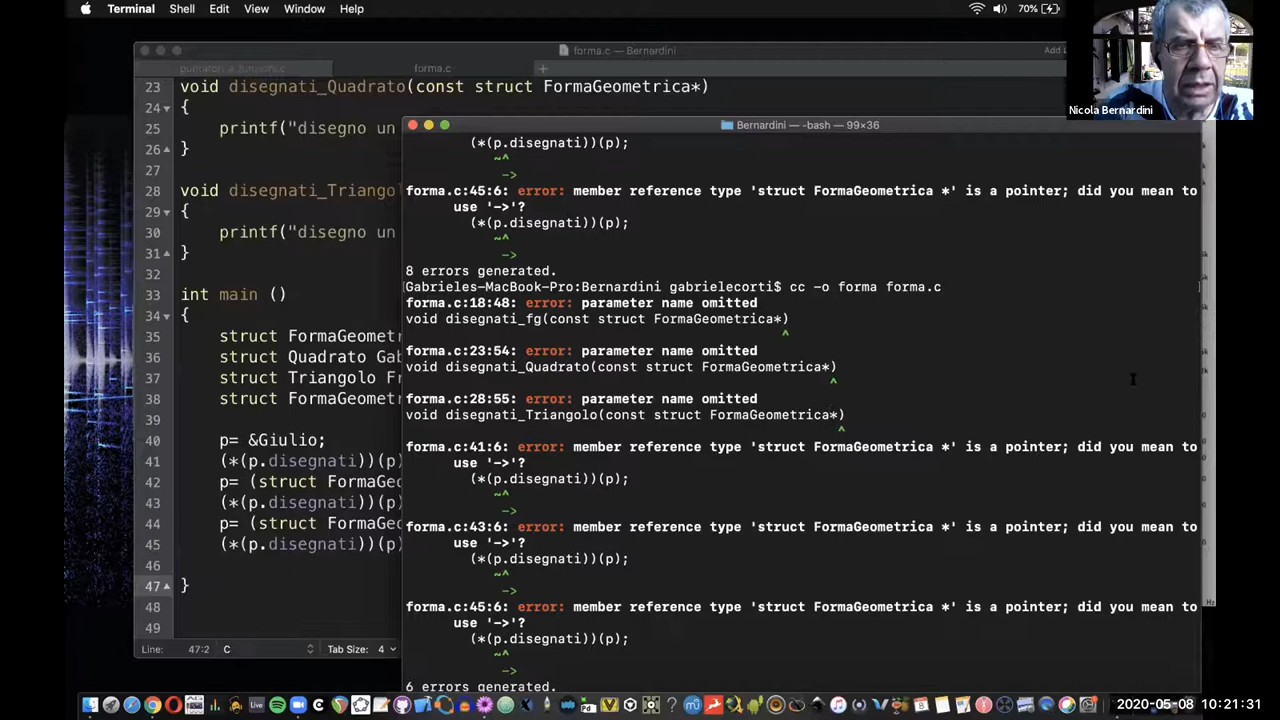 Terminal Shell Edit View Window Help 70%
forma.c — Bernardini
Add
puntatori_a_funzioni.c forma.c
Nicola Bernardini
23 void disegnati_Quadrato(const struct FormaGeometrica*)
24 {
25 printf("disegno un
26 }
27
28 void disegnati_Triangol
29 {
30 printf("disegno un
31 }
32
33 int main ()
34 {
35 struct FormaGeometr
36 struct Quadrato Gab
37 struct Triangolo Fr
38 struct FormaGeometr
39
40 p= &Giulio;
41 (*(p.disegnati))(p)
42 p= (struct FormaGeo
43 (*(p.disegnati))(p)
44 p= (struct FormaGeo
45 (*(p.disegnati))(p)
46
47 }
48
49
Line: 47:2 C Tab Size: 4
Bernardini — -bash — 99×36
(*(p.disegnati))(p);
~^
->
forma.c:45:6: error: member reference type 'struct FormaGeometrica *' is a pointer; did you mean to
use '->'?
(*(p.disegnati))(p);
~^
->
8 errors generated.
[Gabrieles-MacBook-Pro:Bernardini gabrielecorti$ cc -o forma forma.c ]
forma.c:18:48: error: parameter name omitted
void disegnati_fg(const struct FormaGeometrica*)
^
forma.c:23:54: error: parameter name omitted
void disegnati_Quadrato(const struct FormaGeometrica*)
^
forma.c:28:55: error: parameter name omitted
void disegnati_Triangolo(const struct FormaGeometrica*)
^
forma.c:41:6: error: member reference type 'struct FormaGeometrica *' is a pointer; did you mean to
use '->'?
(*(p.disegnati))(p);
~^
->
forma.c:43:6: error: member reference type 'struct FormaGeometrica *' is a pointer; did you mean to
use '->'?
(*(p.disegnati))(p);
~^
->
forma.c:45:6: error: member reference type 'struct FormaGeometrica *' is a pointer; did you mean to
use '->'?
(*(p.disegnati))(p);
~^
->
6 errors generated.
Hz
2020-05-08 10:21:31